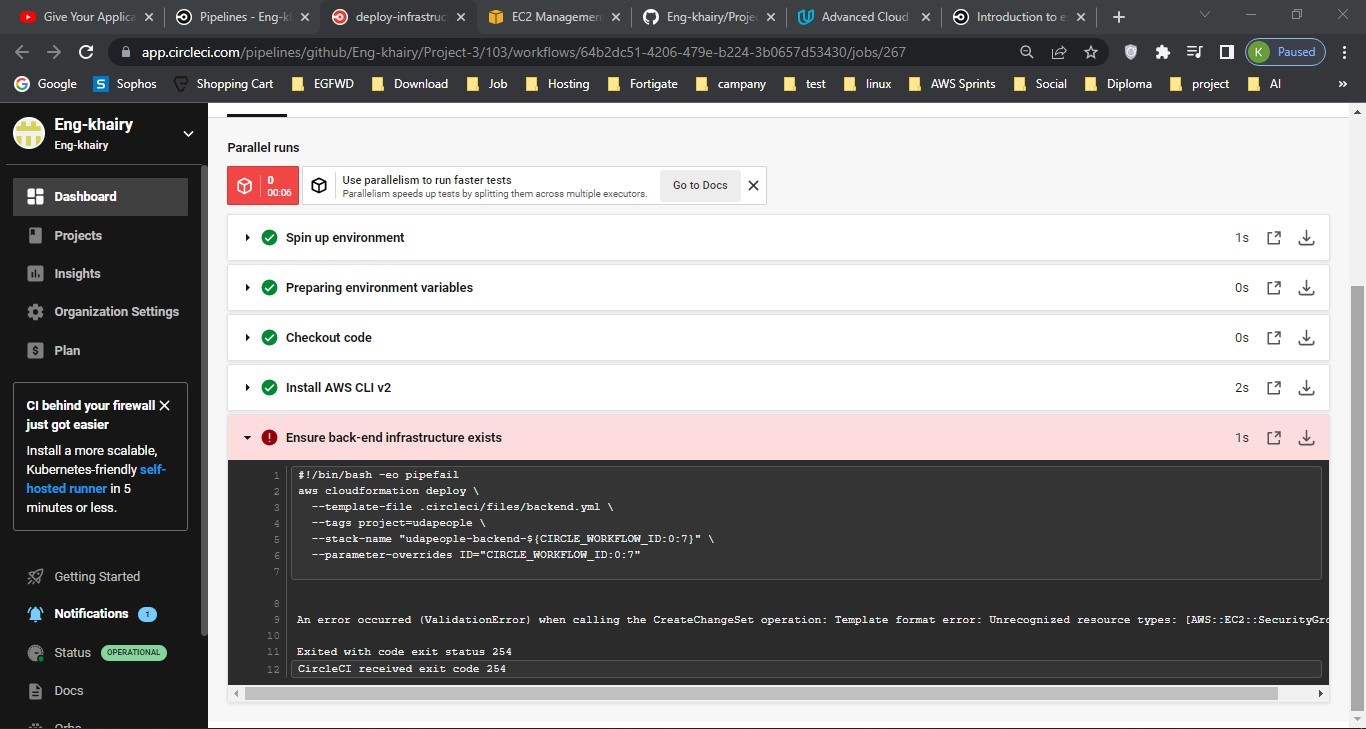 Give Your Applica
Pipelines - Eng-kh
deploy-infrastruc
EC2 Managemen
Eng-khairy/Proje
Advanced Cloud
Introduction to e
app.circleci.com/pipelines/github/Eng-khairy/Project-3/103/workflows/64b2dc51-4206-479e-b224-3b0657d53430/jobs/267
K Paused
Google
S Sophos
Shopping Cart
EGFWD
Download
Job
Hosting
Fortigate
campany
test
linux
AWS Sprints
Social
Diploma
project
AI
»
Eng-khairy
Eng-khairy
Dashboard
Projects
Insights
Organization Settings
Plan
CI behind your firewall
just got easier
Install a more scalable,
Kubernetes-friendly self-
hosted runner in 5
minutes or less.
Getting Started
Notifications 1
Status OPERATIONAL
Docs
Orbs
Parallel runs
0
00:06
Use parallelism to run faster tests
Parallelism speeds up tests by splitting them across multiple executors.
Go to Docs
Spin up environment 1s
Preparing environment variables 0s
Checkout code 0s
Install AWS CLI v2 2s
Ensure back-end infrastructure exists 1s
1 #!/bin/bash -eo pipefail
2 aws cloudformation deploy \
3 --template-file .circleci/files/backend.yml \
4 --tags project=udapeople \
5 --stack-name "udapeople-backend-${CIRCLE_WORKFLOW_ID:0:7}" \
6 --parameter-overrides ID="CIRCLE_WORKFLOW_ID:0:7"
7
8
9 An error occurred (ValidationError) when calling the CreateChangeSet operation: Template format error: Unrecognized resource types: [AWS::EC2::SecurityGro
10
11 Exited with code exit status 254
12 CircleCI received exit code 254